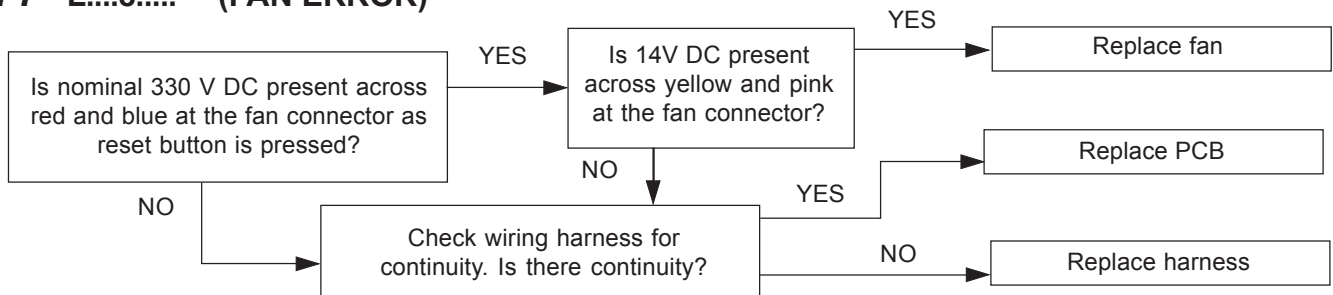 (FAN ERROR)
YES
YES
Is nominal 330 V DC present across
red and blue at the fan connector as
reset button is pressed?
Is 14V DC present
across yellow and pink
at the fan connector?
Replace fan
NO
NO
YES
Replace PCB
Check wiring harness for
continuity. Is there continuity?
NO
Replace harness